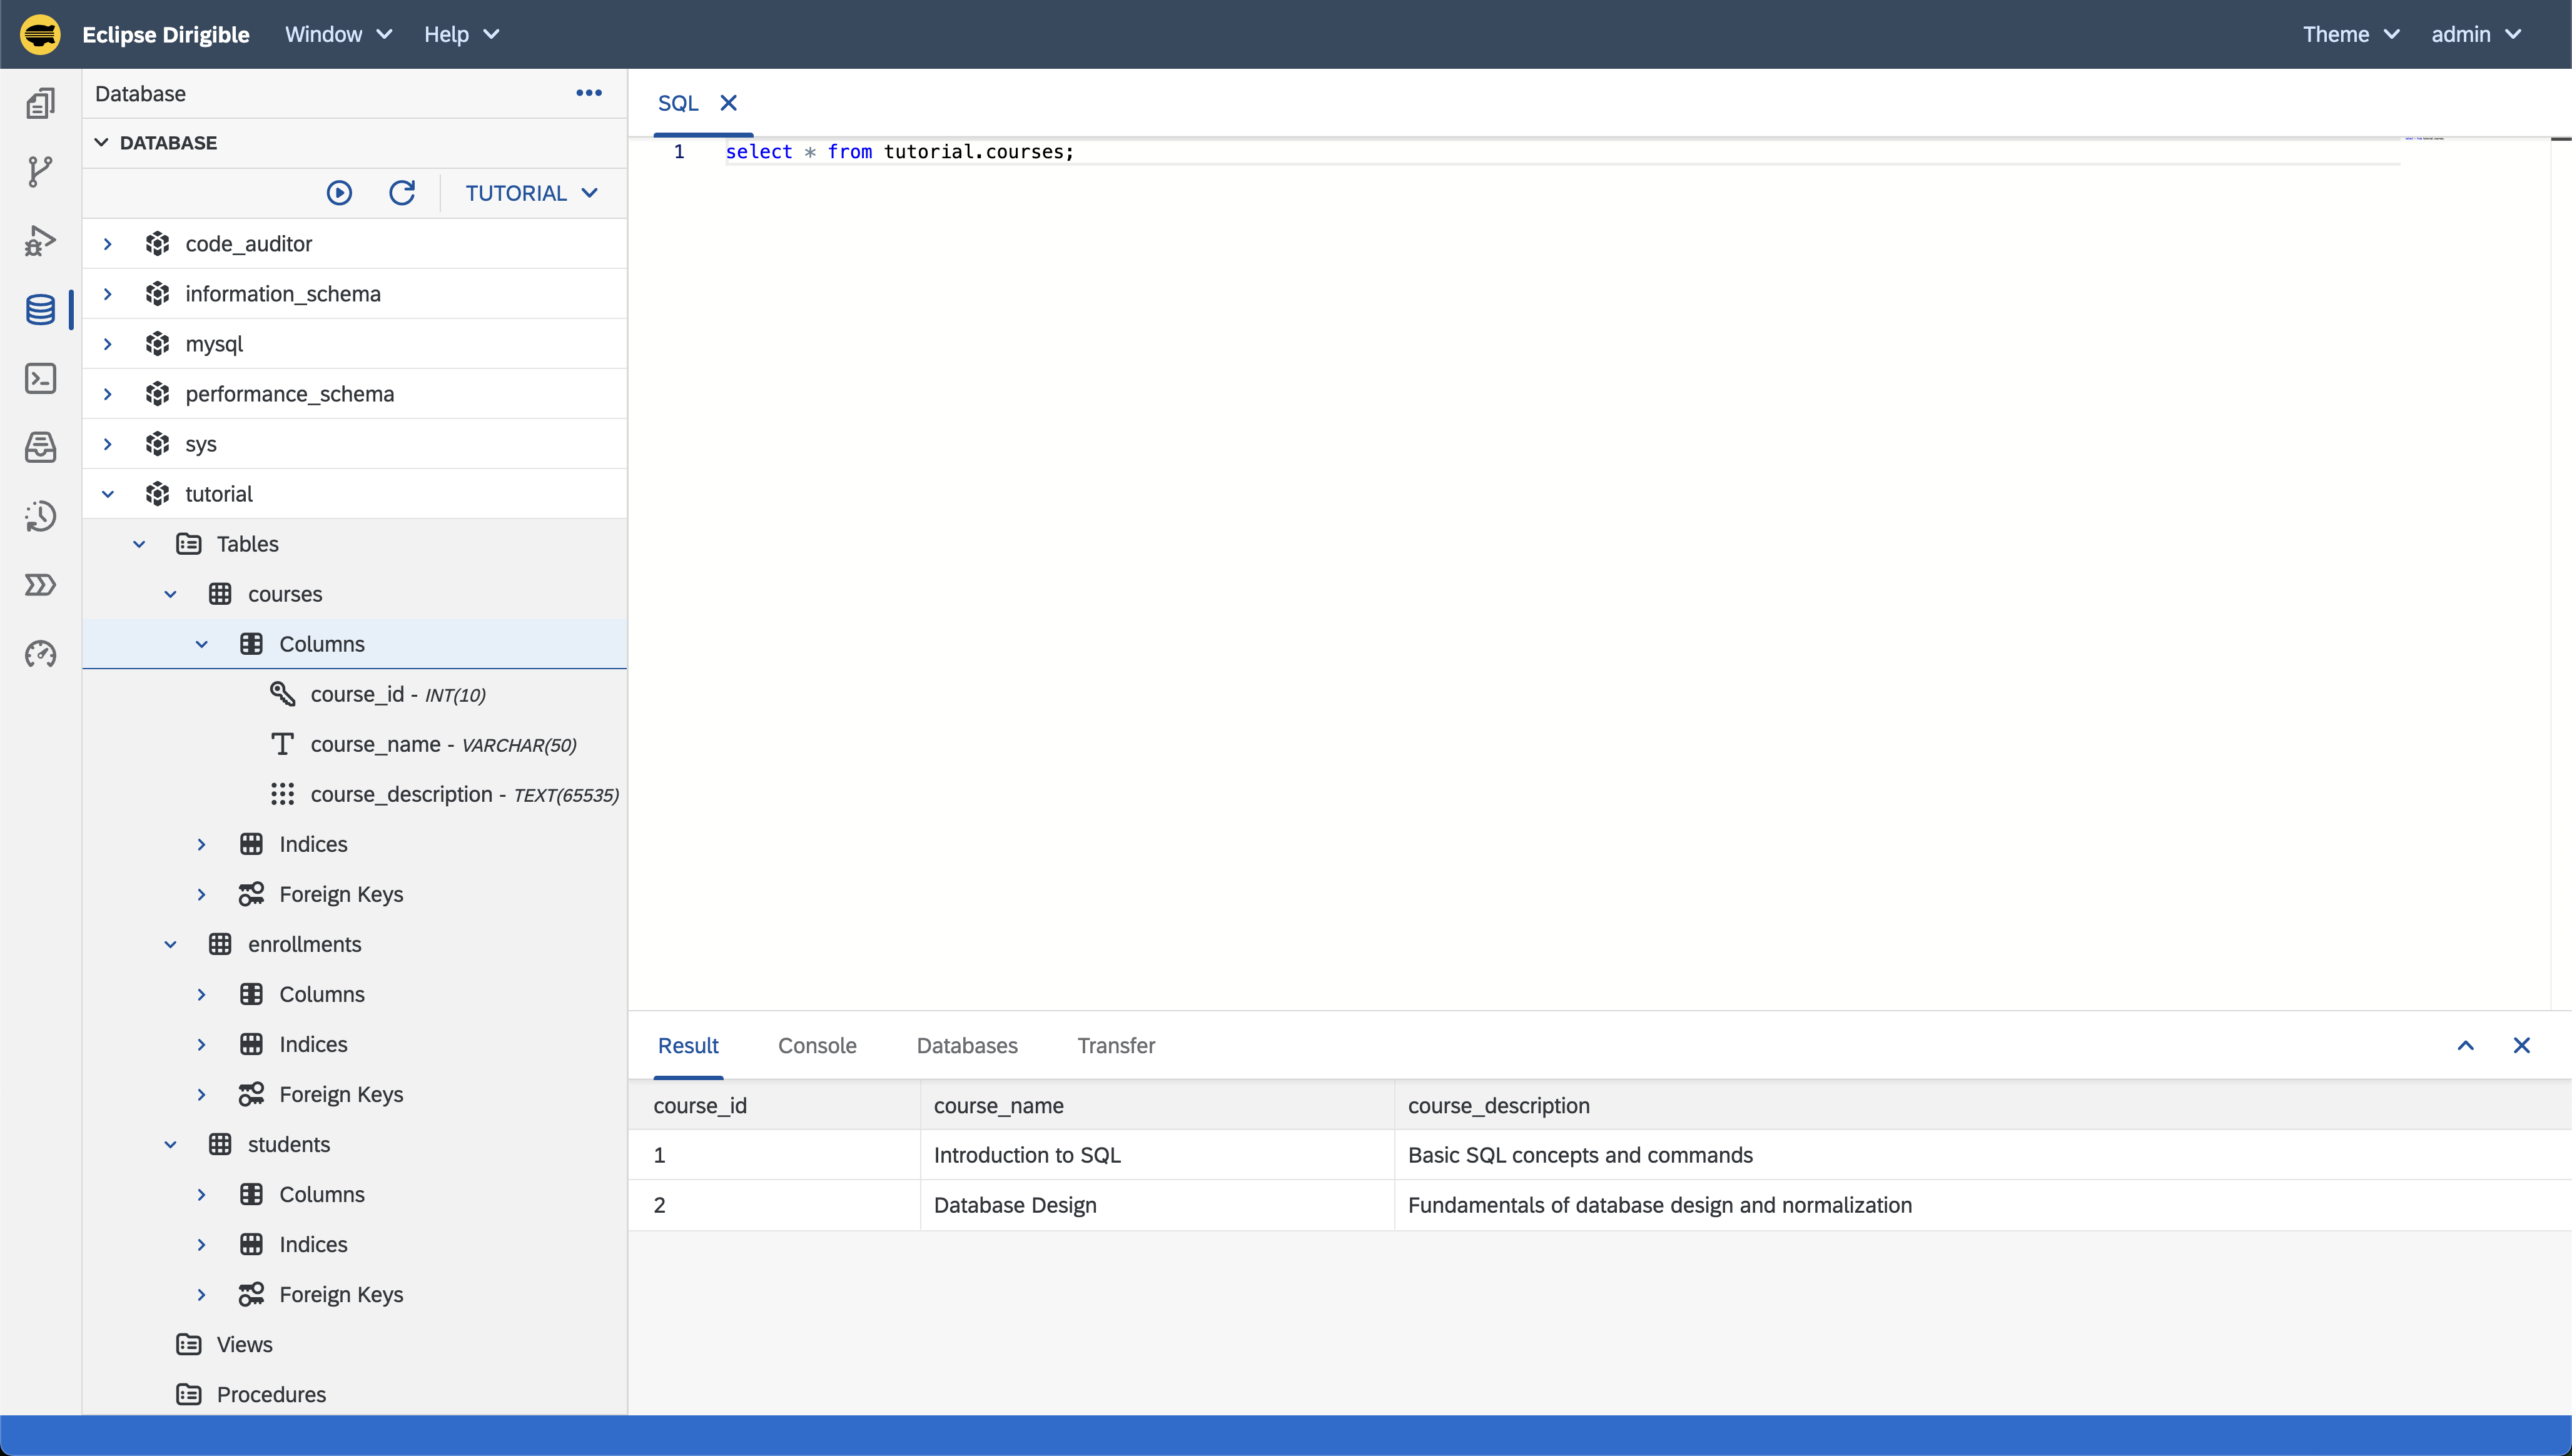 Eclipse Dirigible Window Help Theme admin
Database
DATABASE
TUTORIAL
code_auditor
information_schema
mysql
performance_schema
sys
tutorial
Tables
courses
Columns
course_id - INT(10)
course_name - VARCHAR(50)
course_description - TEXT(65535)
Indices
Foreign Keys
enrollments
Columns
Indices
Foreign Keys
students
Columns
Indices
Foreign Keys
Views
Procedures
SQL
1 select * from tutorial.courses;
Result Console Databases Transfer
course_id course_name course_description
1 Introduction to SQL Basic SQL concepts and commands
2 Database Design Fundamentals of database design and normalization